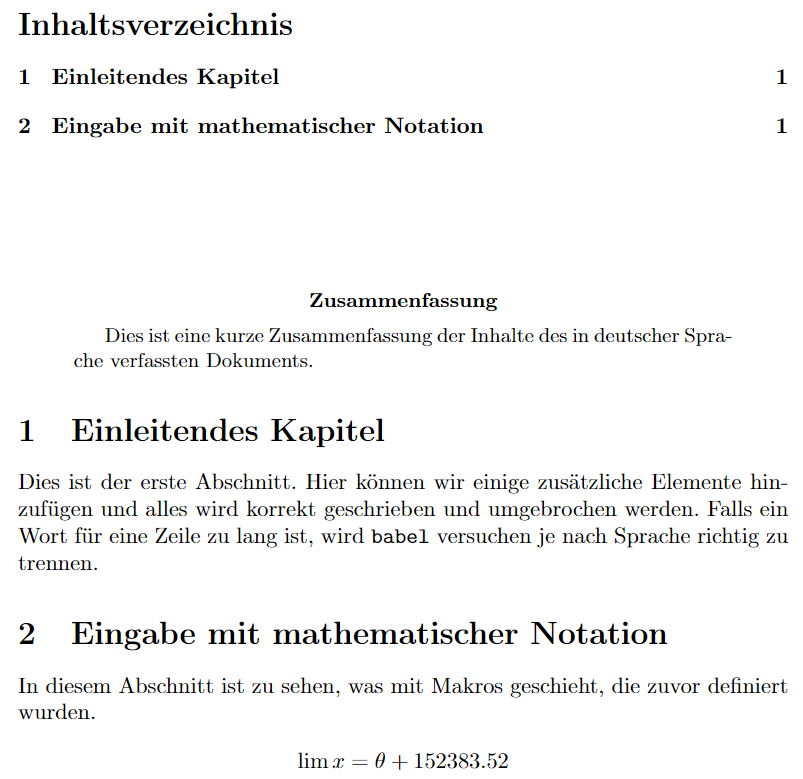 Inhaltsverzeichnis
1 Einleitendes Kapitel 1
2 Eingabe mit mathematischer Notation 1
Zusammenfassung
Dies ist eine kurze Zusammenfassung der Inhalte des in deutscher Spra-
che verfassten Dokuments.
1 Einleitendes Kapitel
Dies ist der erste Abschnitt. Hier können wir einige zusätzliche Elemente hin-
zufügen und alles wird korrekt geschrieben und umgebrochen werden. Falls ein
Wort für eine Zeile zu lang ist, wird babel versuchen je nach Sprache richtig zu
trennen.
2 Eingabe mit mathematischer Notation
In diesem Abschnitt ist zu sehen, was mit Makros geschieht, die zuvor definiert
wurden.
lim x = θ + 152383.52